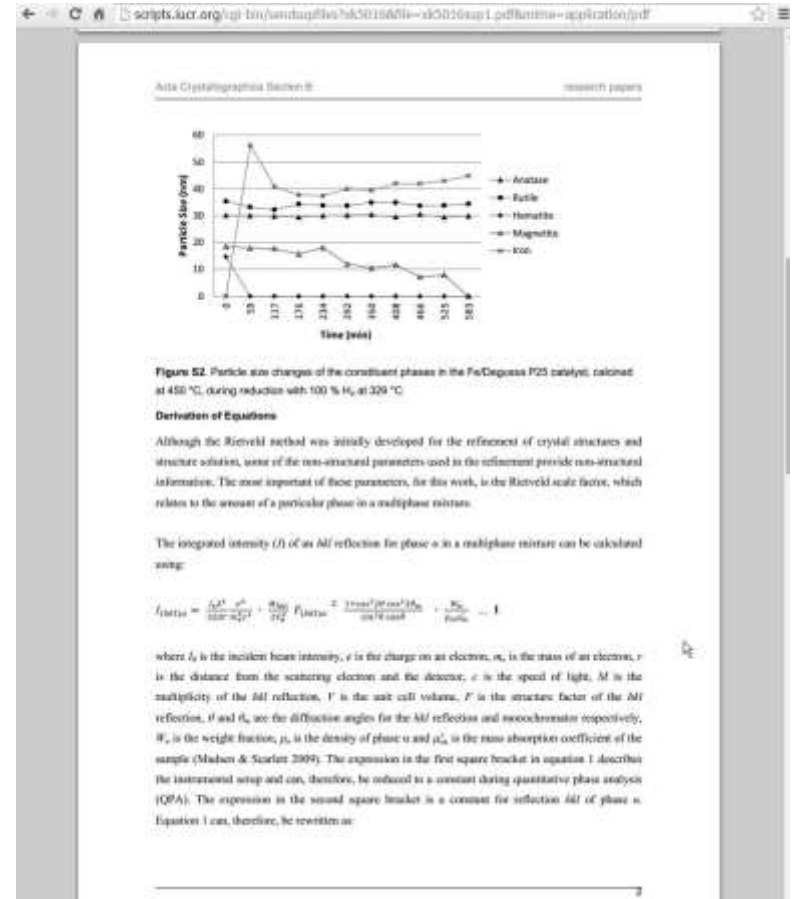 Acta Crystallographica Section B research papers
60
50
40
30
20
10
0
Particle Size (nm)
Anatase
Rutile
Hematite
Magnetite
Iron
0 59 117 176 234 292 350 408 466 525 583
Time (min)
Figure S2 Particle size changes of the constituent phases in the Fe/Degussa P25 catalyst, calcined
at 450 °C, during reduction with 100 % H₂ at 329 °C
Derivation of Equations
Although the Rietveld method was initially developed for the refinement of crystal structures and
structure solution, some of the non-structural parameters used in the refinement provide non-structural
information. The most important of these parameters, for this work, is the Rietveld scale factor, which
relates to the amount of a particular phase in a multiphase mixture.
The integrated intensity (I) of an hkl reflection for phase α in a multiphase mixture can be calculated
using:
... 1
where I₀ is the incident beam intensity, e is the charge on an electron, mₑ is the mass of an electron, r
is the distance from the scattering electron and the detector, c is the speed of light, M is the
multiplicity of the hkl reflection, V is the unit cell volume, F is the structure factor of the hkl
reflection, θ and θₘ are the diffraction angles for the hkl reflection and monochromator respectively,
Wₐ is the weight fraction, ρₐ is the density of phase α and μ*ₘ is the mass absorption coefficient of the
sample (Madsen & Scarlett 2009). The expression in the first square bracket in equation 1 describes
the instrumental setup and can, therefore, be reduced to a constant during quantitative phase analysis
(QPA). The expression in the second square bracket is a constant for reflection hkl of phase α.
Equation 1 can, therefore, be rewritten as: